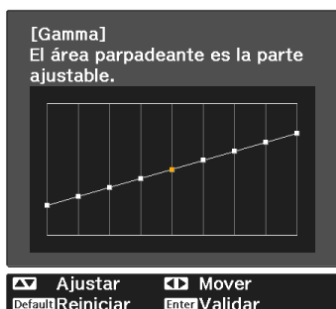 [Gamma]
El área parpadeante es la parte
ajustable.
Ajustar Mover
Default Reiniciar Enter Validar